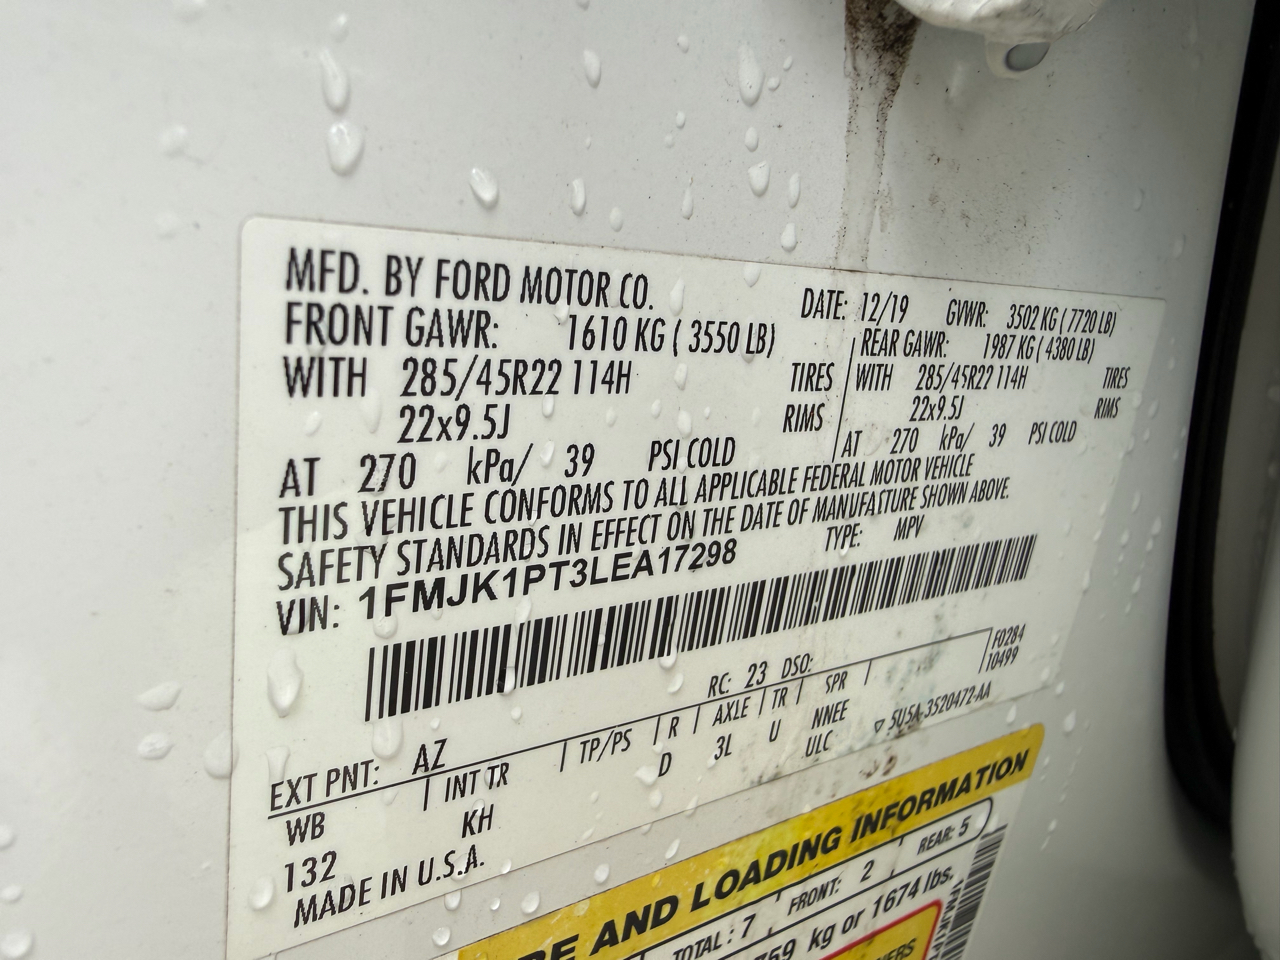 MFD. BY FORD MOTOR CO.
DATE: 12/19 GVWR: 3502 KG ( 7720 LB)
FRONT GAWR: 1610 KG ( 3550 LB) REAR GAWR: 1987 KG ( 4380 LB)
WITH 285/45R22 114H TIRES WITH 285/45R22 114H TIRES
22x9.5J RIMS 22x9.5J RIMS
AT 270 kPa/ 39 PSI COLD AT 270 kPa/ 39 PSI COLD
THIS VEHICLE CONFORMS TO ALL APPLICABLE FEDERAL MOTOR VEHICLE
SAFETY STANDARDS IN EFFECT ON THE DATE OF MANUFACTURE SHOWN ABOVE.
VIN: 1FMJK1PT3LEA17298 TYPE: MPV
F0284
10499
EXT PNT: AZ RC: 23 DSO:
WB INT TR TP/PS R AXLE TR SPR
132 KH D 3L U NNEE
ULC
MADE IN U.S.A. ▽ 5U5A-3520472-AA
AND LOADING INFORMATION
TOTAL: 7 FRONT: 2 REAR: 5
kg or 1674 lbs.